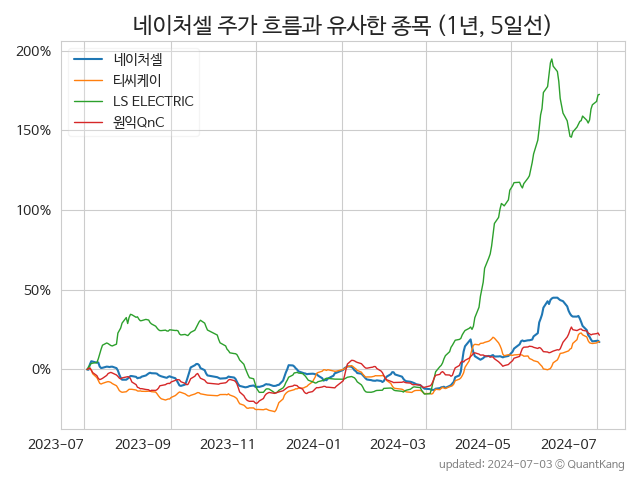 네이처셀 주가 흐름과 유사한 종목 (1년, 5일선)
네이처셀
티씨케이
LS ELECTRIC
원익QnC
200%
150%
100%
50%
0%
2023-07 2023-09 2023-11 2024-01 2024-03 2024-05 2024-07
updated: 2024-07-03 © QuantKang